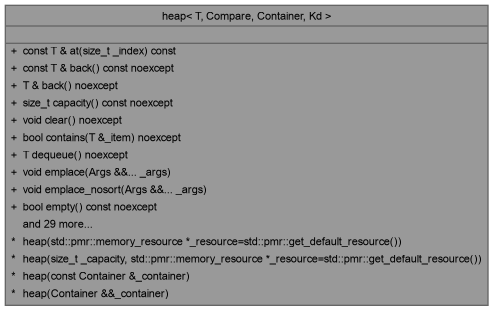 heap< T, Compare, Container, Kd >
+ const T & at(size_t _index) const
+ const T & back() const noexcept
+ T & back() noexcept
+ size_t capacity() const noexcept
+ void clear() noexcept
+ bool contains(T &_item) noexcept
+ T dequeue() noexcept
+ void emplace(Args &&... _args)
+ void emplace_nosort(Args &&... _args)
+ bool empty() const noexcept
and 29 more...
* heap(std::pmr::memory_resource *_resource=std::pmr::get_default_resource())
* heap(size_t _capacity, std::pmr::memory_resource *_resource=std::pmr::get_default_resource())
* heap(const Container &_container)
* heap(Container &&_container)